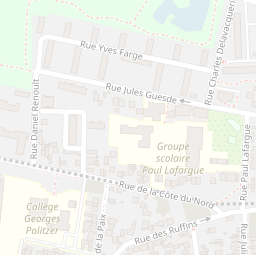 Rue Yves Farge
Rue Charles Delavacquerie
Rue Jules Guesde
Rue Daniel Renoult
Groupe
scolaire
Paul Lafargue
Rue Paul Lafargue
Rue de la Côte du Nord
Collège
Georges
Politzer
de la Paix
Rue des Ruffins